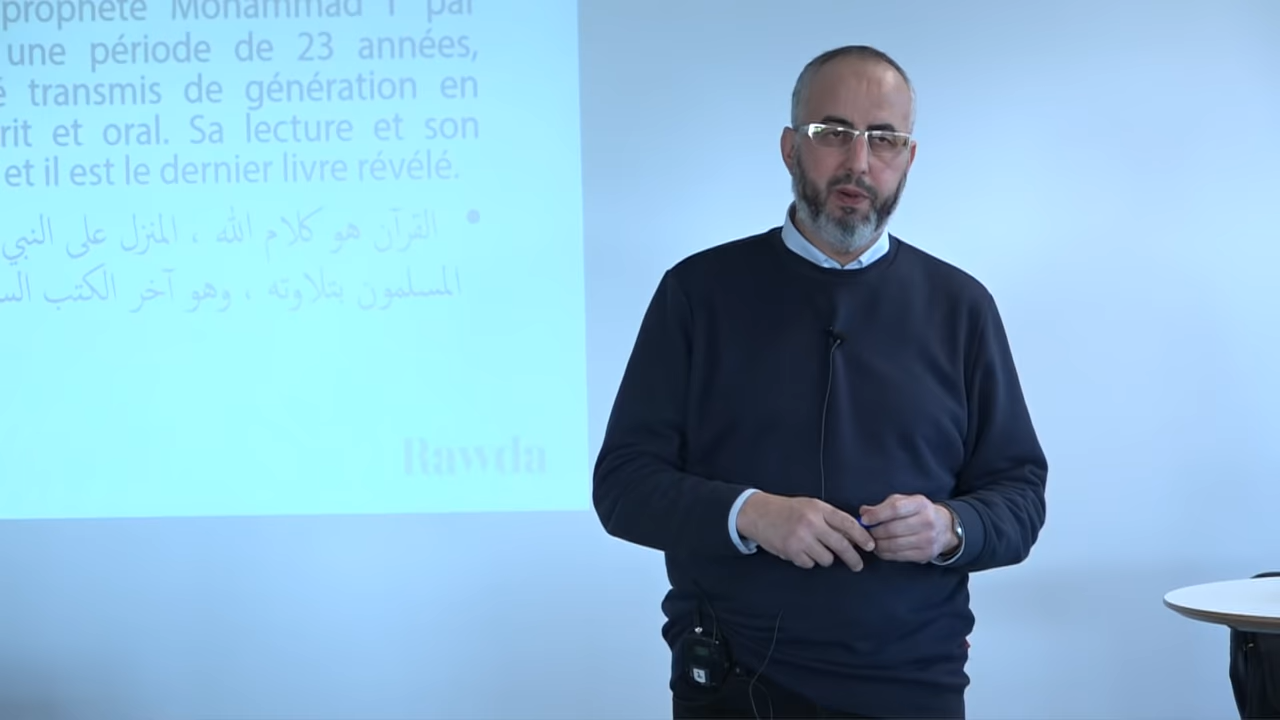 prophète Mohammad r par
une période de 23 années,
é transmis de génération en
rit et oral. Sa lecture et son
et il est le dernier livre révélé.
• القرآن هو كلام الله ، المنزل على النبي
المسلمون بتلاوته ، وهو آخر الكتب الس
Rawda